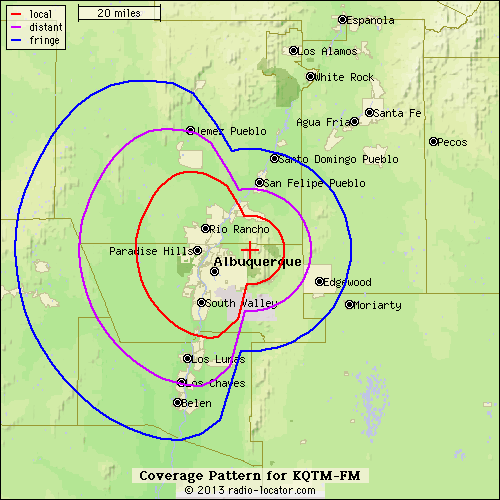 local
distant
fringe
20 miles
Espanola
Los Alamos
White Rock
Santa Fe
Agua Fria
Jemez Pueblo
Pecos
Santo Domingo Pueblo
San Felipe Pueblo
Rio Rancho
Paradise Hills
Albuquerque
Edgewood
South Valley
Moriarty
Los Lunas
Los Chaves
Belen
Coverage Pattern for KQTM-FM
© 2013 radio-locator.com